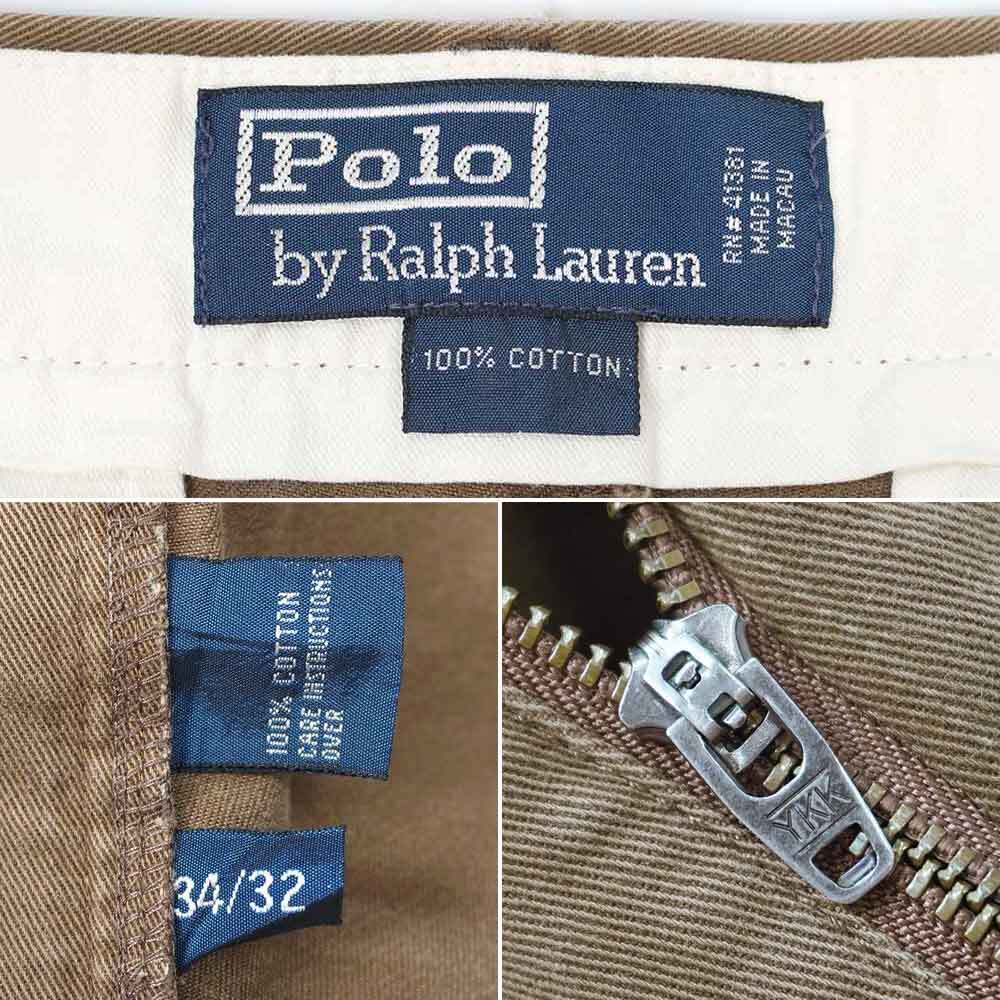 Polo
by Ralph Lauren
RN# 41381
MADE IN
MACAU
100% COTTON
100% COTTON
CARE INSTRUCTIONS
OVER
34/32
YKK